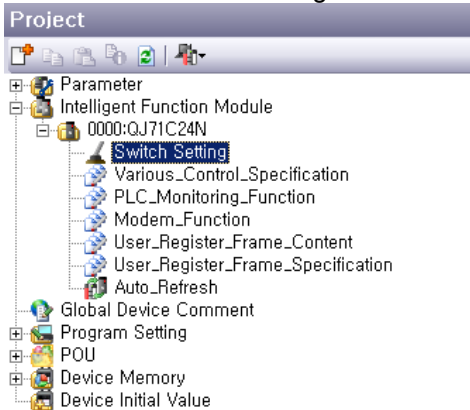 Project
Parameter
Intelligent Function Module
0000:QJ71C24N
Switch Setting
Various_Control_Specification
PLC_Monitoring_Function
Modem_Function
User_Register_Frame_Content
User_Register_Frame_Specification
Auto_Refresh
Global Device Comment
Program Setting
POU
Device Memory
Device Initial Value